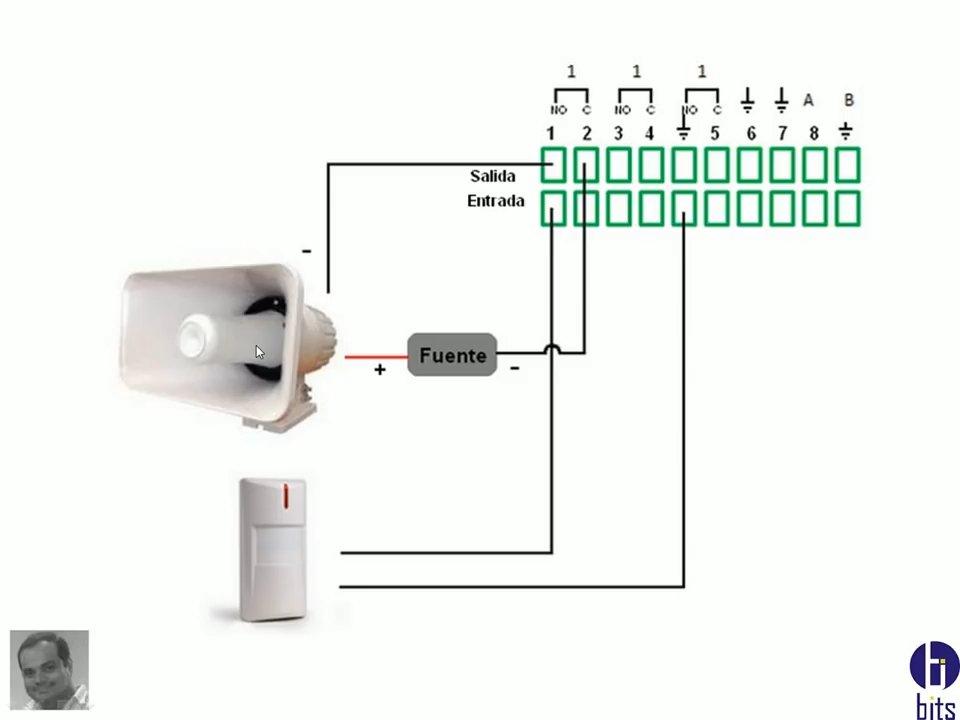 1 1 1
NO C NO C NO C A B
1 2 3 4 5 6 7 8
Salida
Entrada
-
Fuente
+ -
bits